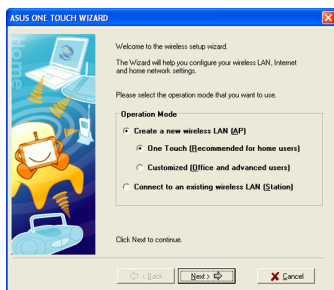 ASUS ONE TOUCH WIZARD
Home
Welcome to the wireless setup wizard.
The Wizard will help you configure your wireless LAN, Internet
and home network settings.
Please select the operation mode that you want to use.
Operation Mode
Create a new wireless LAN (AP)
One Touch (Recommended for home users)
Customized (Office and advanced users)
Connect to an existing wireless LAN (Station)
Click Next to continue.
< Back
Next >
Cancel